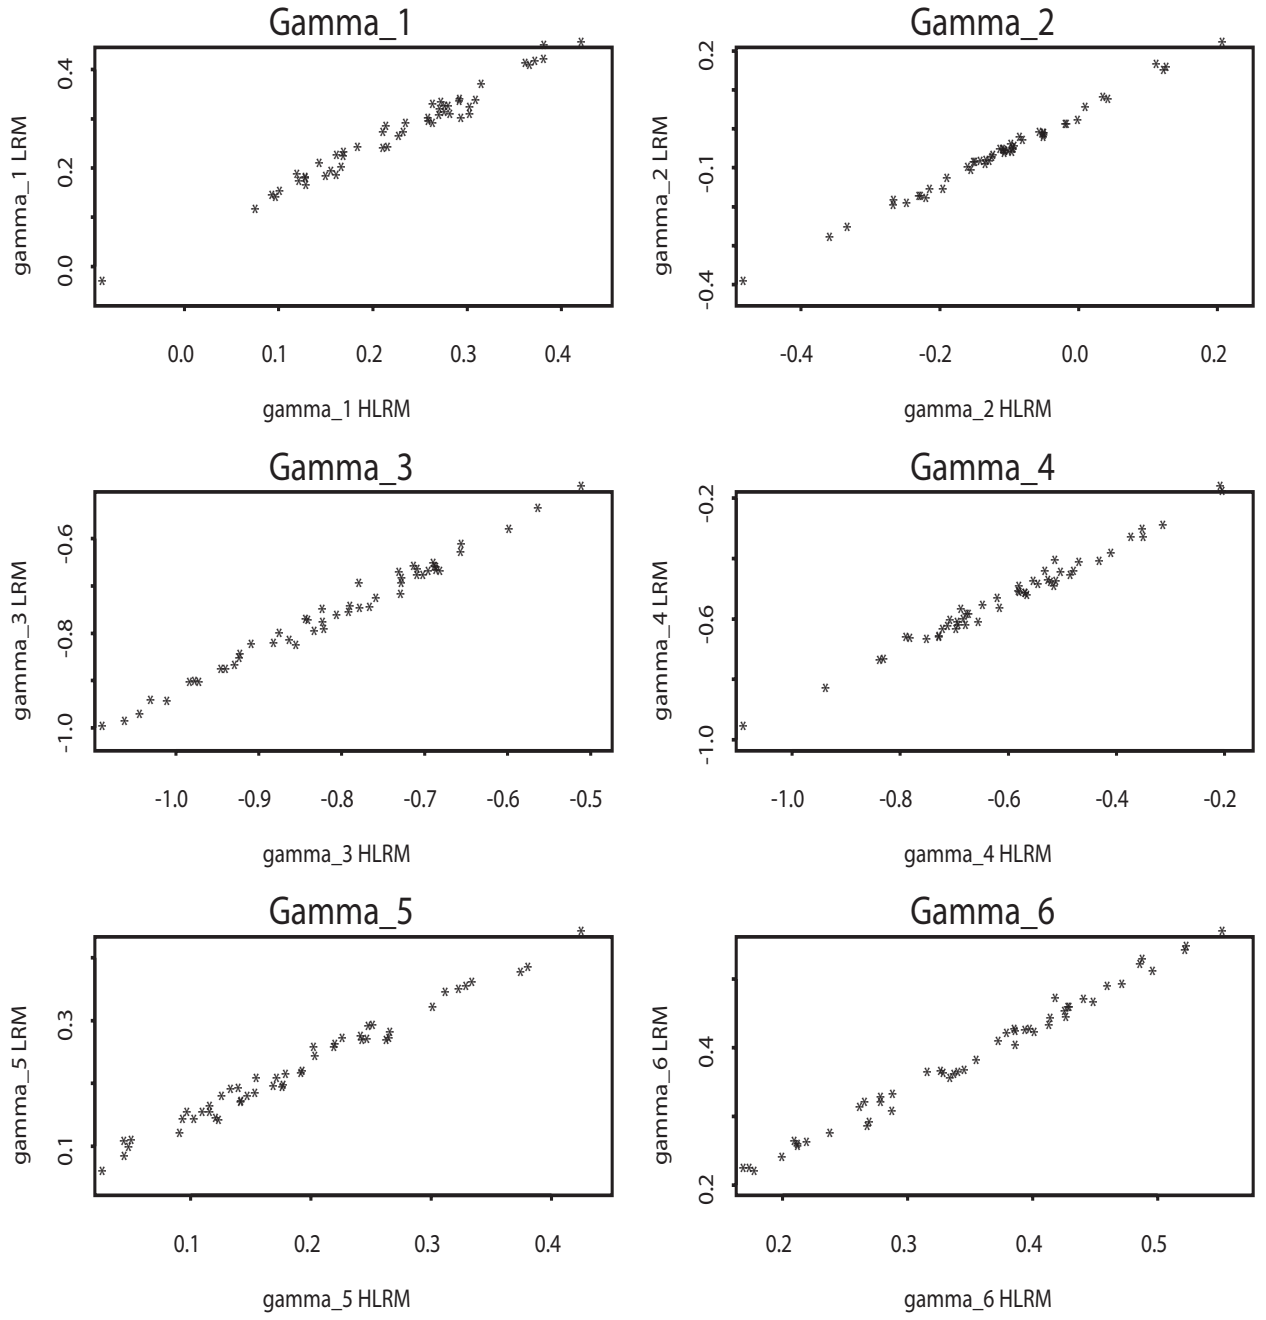 Gamma_1
gamma_1 LRM
0.4
0.2
0.0
0.0 0.1 0.2 0.3 0.4
gamma_1 HLRM
Gamma_2
gamma_2 LRM
0.2
-0.1
-0.4
-0.4 -0.2 0.0 0.2
gamma_2 HLRM
Gamma_3
gamma_3 LRM
-0.6
-0.8
-1.0
-1.0 -0.9 -0.8 -0.7 -0.6 -0.5
gamma_3 HLRM
Gamma_4
gamma_4 LRM
-0.2
-0.6
-1.0
-1.0 -0.8 -0.6 -0.4 -0.2
gamma_4 HLRM
Gamma_5
gamma_5 LRM
0.3
0.1
0.1 0.2 0.3 0.4
gamma_5 HLRM
Gamma_6
gamma_6 LRM
0.4
0.2
0.2 0.3 0.4 0.5
gamma_6 HLRM